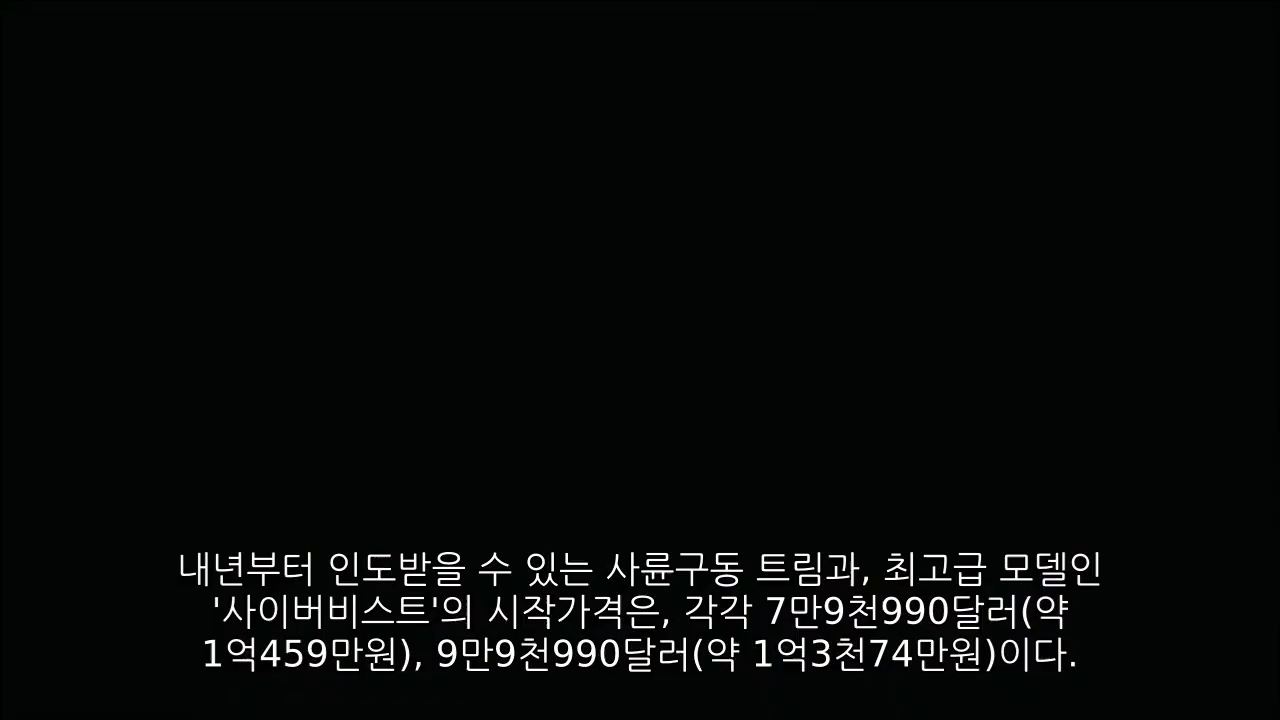 내년부터 인도받을 수 있는 사륜구동 트림과, 최고급 모델인
'사이버비스트'의 시작가격은, 각각 7만9천990달러(약
1억459만원), 9만9천990달러(약 1억3천74만원)이다.